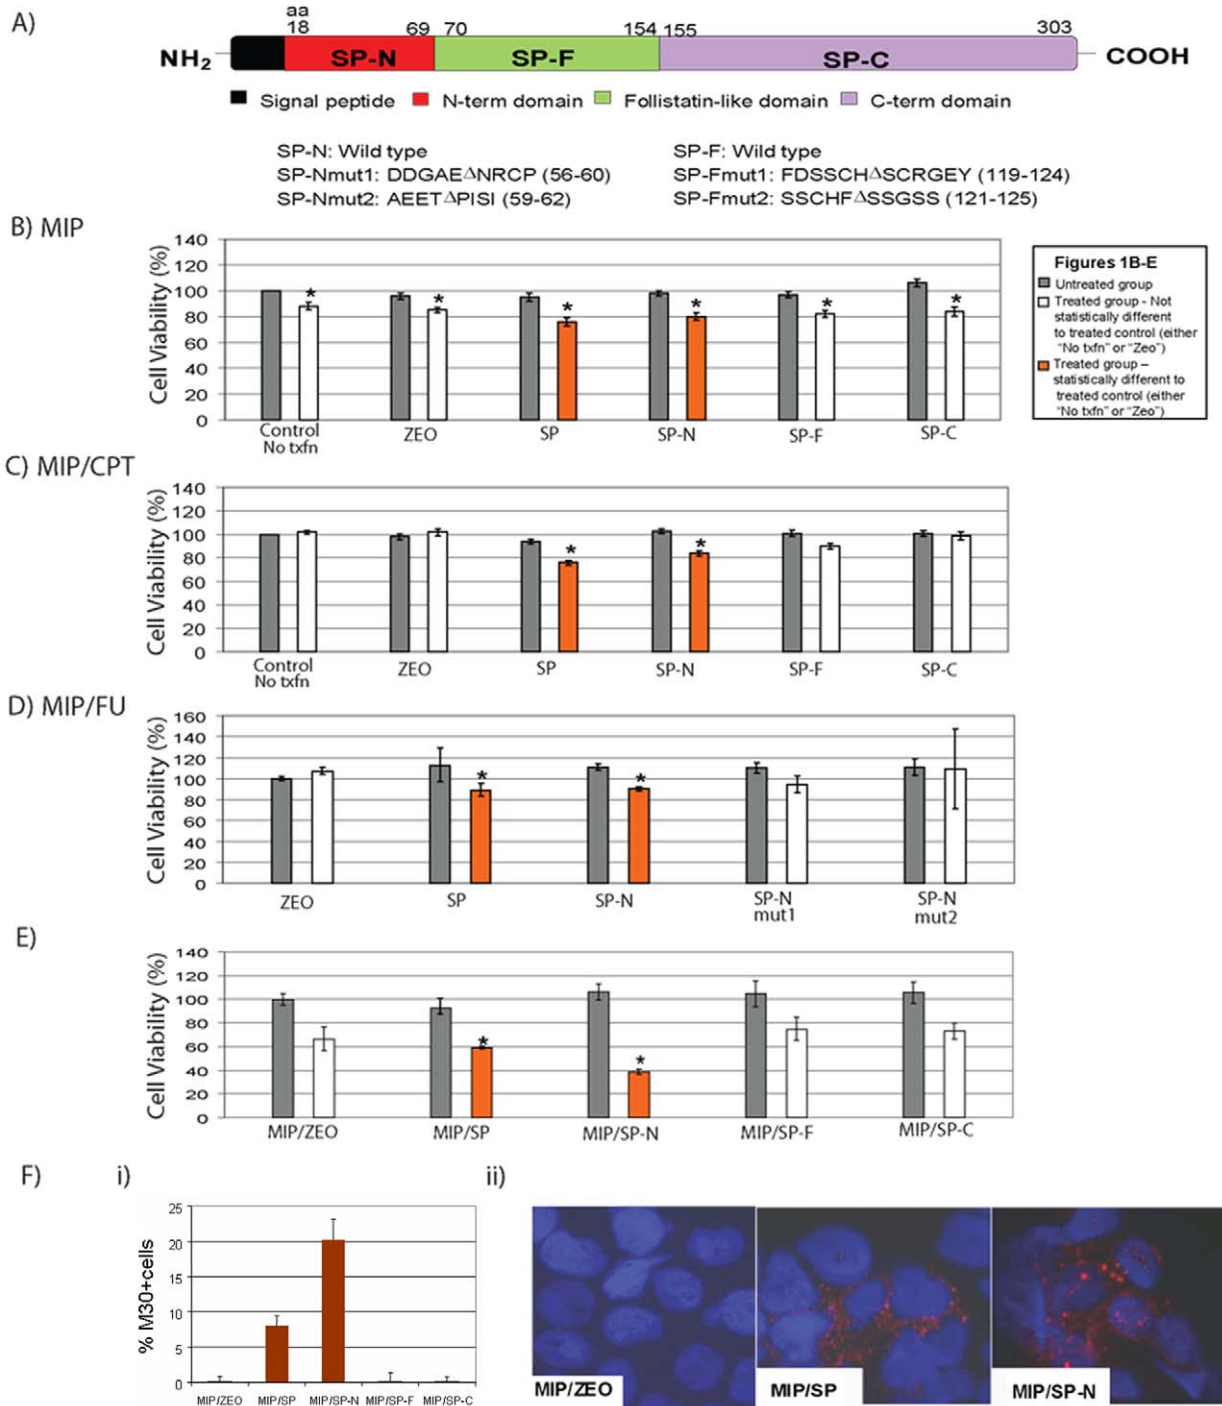 A)
aa
18 69 70 154 155 303
NH2 SP-N SP-F SP-C COOH
Signal peptide N-term domain Follistatin-like domain C-term domain
SP-N: Wild type
SP-Nmut1: DDGAEΔNRCP (56-60)
SP-Nmut2: AEETΔPISI (59-62)
SP-F: Wild type
SP-Fmut1: FDSSCHΔSCRGEY (119-124)
SP-Fmut2: SSCHFΔSSGSS (121-125)
B) MIP
Cell Viability (%)
140
120
100
80
60
40
20
0
* * * * * *
Control ZEO SP SP-N SP-F SP-C
No txfn
Figures 1B-E
Untreated group
Treated group - Not
statistically different
to treated control (either
"No txfn" or "Zeo")
Treated group –
statistically different to
treated control (either
"No txfn" or "Zeo")
C) MIP/CPT
Cell Viability (%)
140
120
100
80
60
40
20
0
* *
Control ZEO SP SP-N SP-F SP-C
No txfn
D) MIP/FU
Cell Viability (%)
160
140
120
100
80
60
40
20
0
* *
ZEO SP SP-N SP-N SP-N
mut1 mut2
E)
Cell Viability (%)
140
120
100
80
60
40
20
0
* *
MIP/ZEO MIP/SP MIP/SP-N MIP/SP-F MIP/SP-C
F) i)
% M30+cells
25
20
15
10
5
0
MIP/ZEO MIP/SP MIP/SP-N MIP/SP-F MIP/SP-C
ii)
MIP/ZEO MIP/SP MIP/SP-N